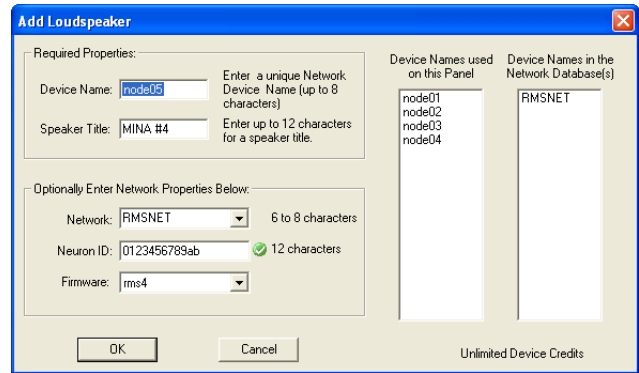 Add Loudspeaker
Required Properties:
Device Name: node05
Enter a unique Network
Device Name (up to 8
characters)
Speaker Title: MINA #4
Enter up to 12 characters
for a speaker title.
Optionally Enter Network Properties Below:
Network: RMSNET 6 to 8 characters
Neuron ID: 0123456789ab 12 characters
Firmware: rms4
OK Cancel
Device Names used
on this Panel
node01
node02
node03
node04
Device Names in the
Network Database(s)
RMSNET
Unlimited Device Credits